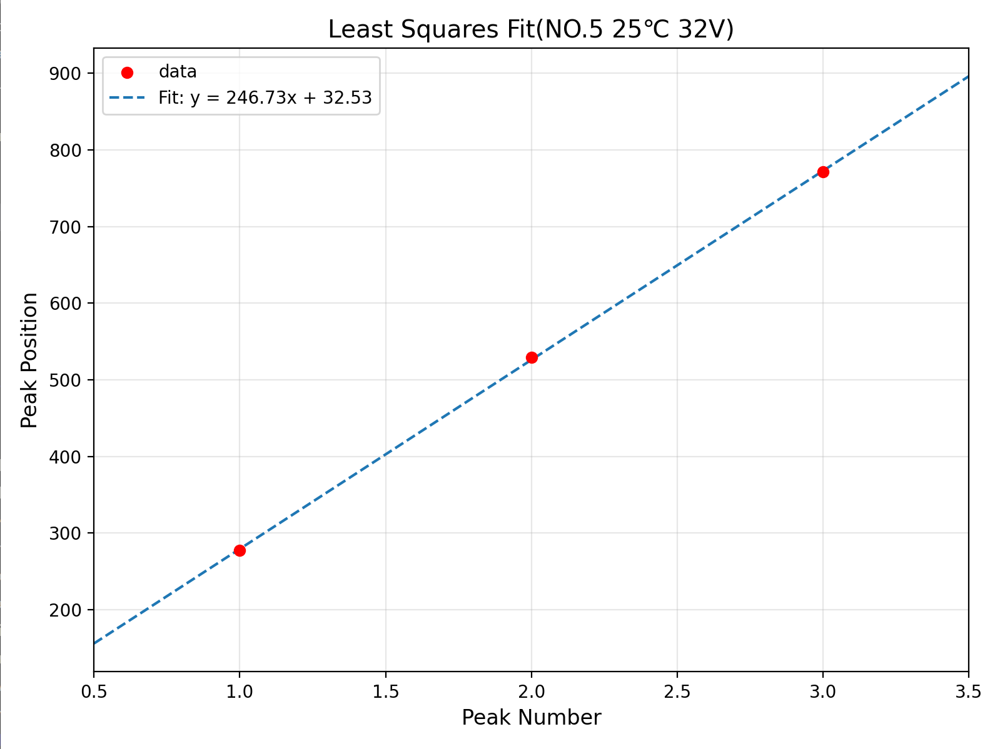 Least Squares Fit(NO.5 25℃ 32V)
data
Fit: y = 246.73x + 32.53
900
800
700
600
500
400
300
200
Peak Position
0.5 1.0 1.5 2.0 2.5 3.0 3.5
Peak Number